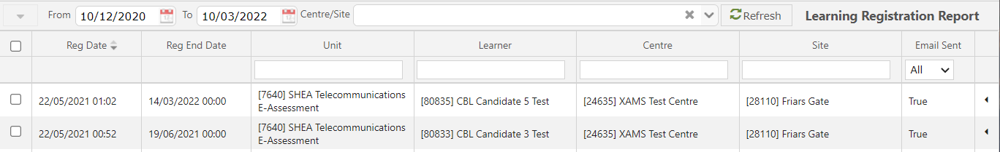 From 10/12/2020 To 10/03/2022 Centre/Site Refresh Learning Registration Report
Reg Date Reg End Date Unit Learner Centre Site Email Sent
All
22/05/2021 01:02 14/03/2022 00:00 [7640] SHEA Telecommunications E-Assessment [80835] CBL Candidate 5 Test [24635] XAMS Test Centre [28110] Friars Gate True
22/05/2021 00:52 19/06/2021 00:00 [7640] SHEA Telecommunications E-Assessment [80833] CBL Candidate 3 Test [24635] XAMS Test Centre [28110] Friars Gate True